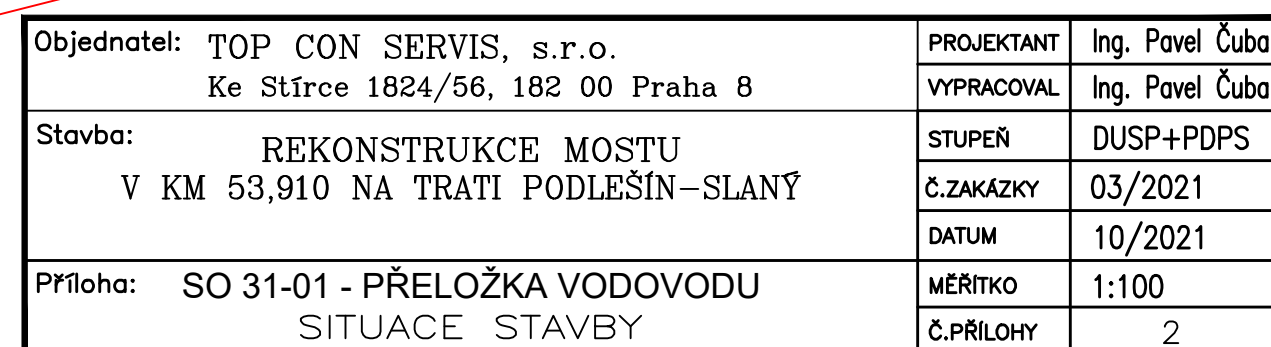 Objednatel: TOP CON SERVIS, s.r.o.
Ke Stírce 1824/56, 182 00 Praha 8
PROJEKTANT Ing. Pavel Čuba
VYPRACOVAL Ing. Pavel Čuba
Stavba: REKONSTRUKCE MOSTU
V KM 53,910 NA TRATI PODLEŠÍN-SLANÝ
STUPEŇ DUSP+PDPS
Č.ZAKÁZKY 03/2021
DATUM 10/2021
Příloha: SO 31-01 - PŘELOŽKA VODOVODU
SITUACE STAVBY
MĚŘÍTKO 1:100
Č.PŘÍLOHY 2